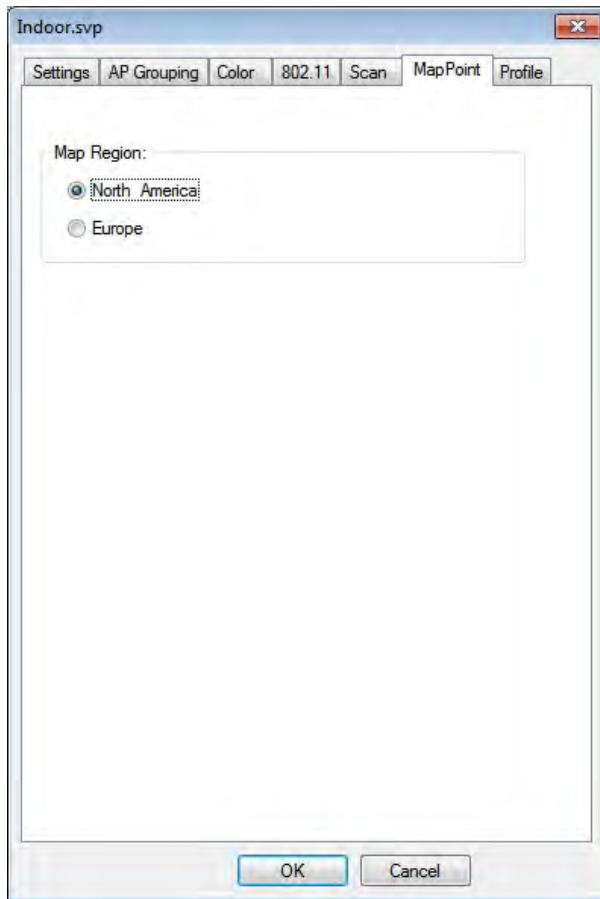 Indoor.svp
Settings AP Grouping Color 802.11 Scan MapPoint Profile
Map Region:
North America
Europe
OK Cancel